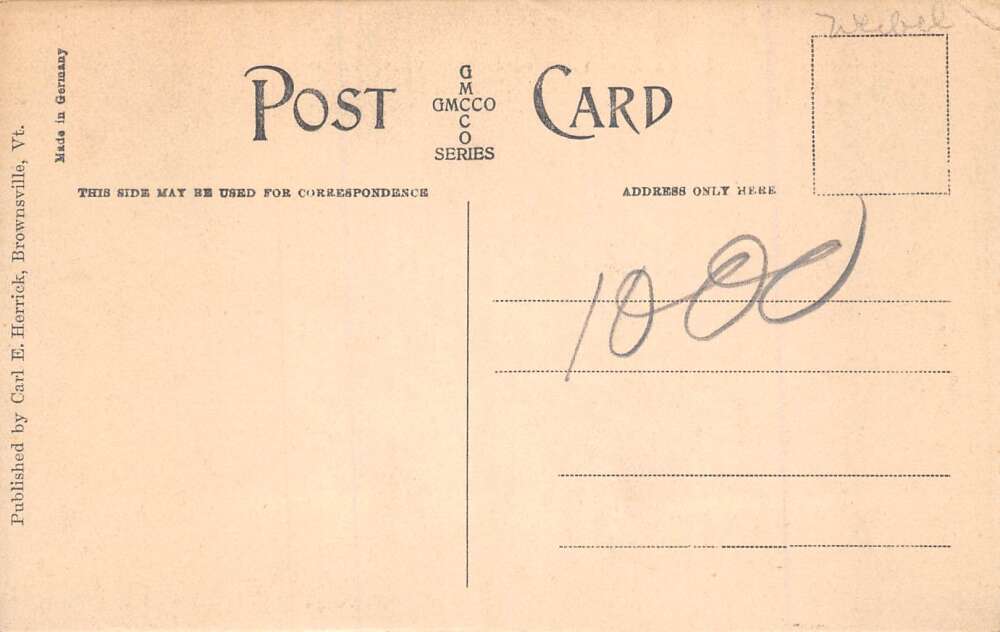 Made in Germany
Published by Carl E. Herrick, Brownsville, Vt.
POST CARD
G
M
GMCCO
C
O
SERIES
THIS SIDE MAY BE USED FOR CORRESPONDENCE
ADDRESS ONLY HERE
1000